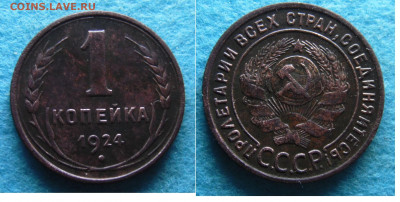 COINS.LAVE.RU
1
КОПЕЙКА
1924
ПРОЛЕТАРИИ ВСЕХ СТРАН, СОЕДИНЯЙТЕСЬ!
С.С.С.Р.